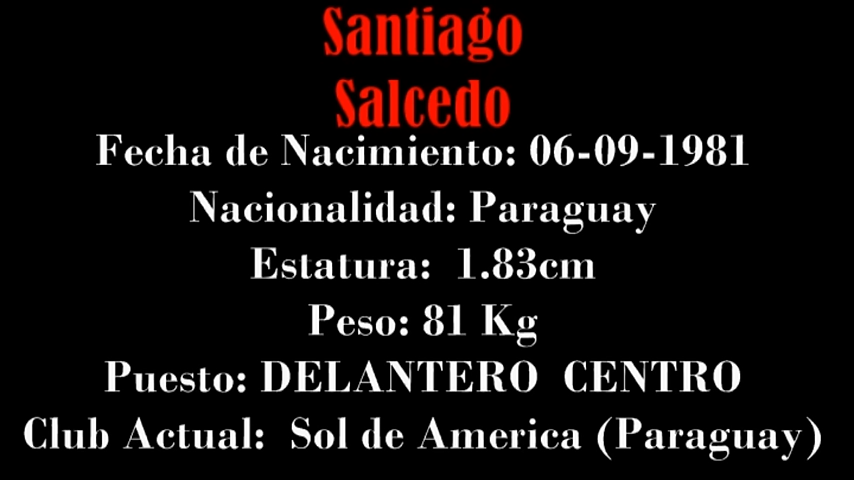 Santiago
Salcedo
Fecha de Nacimiento: 06-09-1981
Nacionalidad: Paraguay
Estatura: 1.83cm
Peso: 81 Kg
Puesto: DELANTERO CENTRO
Club Actual: Sol de America (Paraguay)